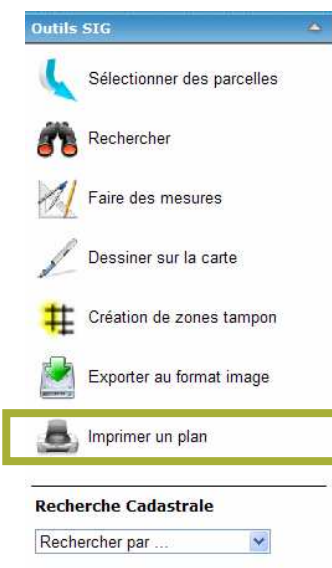 Outils SIG
Sélectionner des parcelles
Rechercher
Faire des mesures
Dessiner sur la carte
Création de zones tampon
Exporter au format image
Imprimer un plan
Recherche Cadastrale
Rechercher par ...